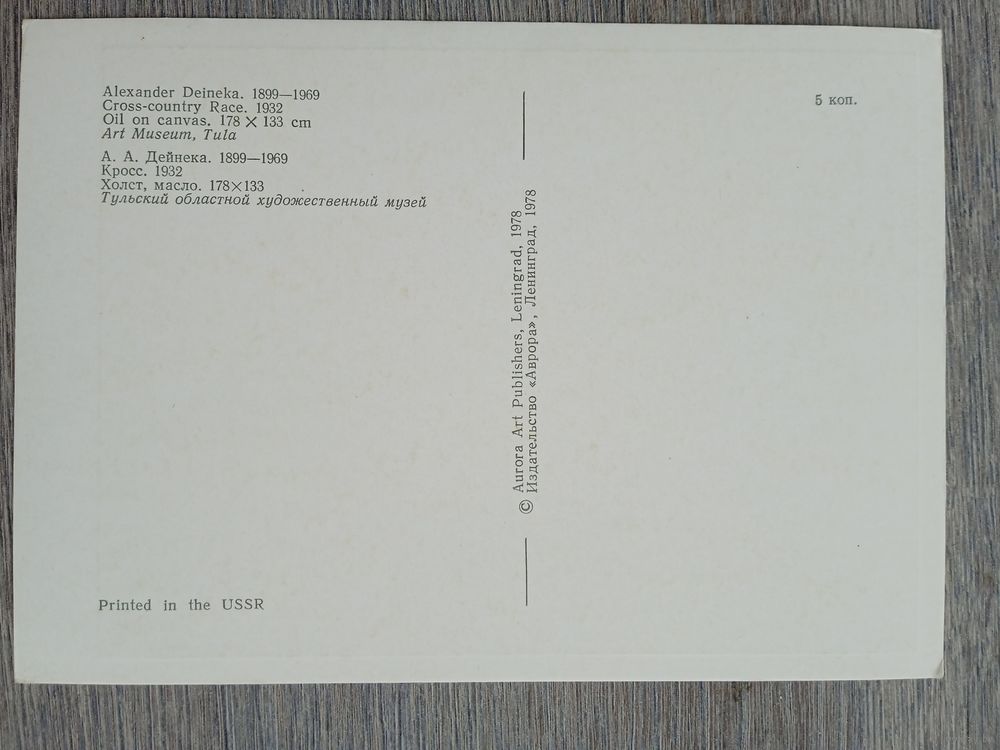 Alexander Deineka. 1899—1969
Cross-country Race. 1932
Oil on canvas. 178 × 133 cm
Art Museum, Tula
А. А. Дейнека. 1899—1969
Кросс. 1932
Холст, масло. 178×133
Тульский областной художественный музей
Printed in the USSR
© Aurora Art Publishers, Leningrad, 1978
Издательство «Аврора», Ленинград, 1978
5 коп.